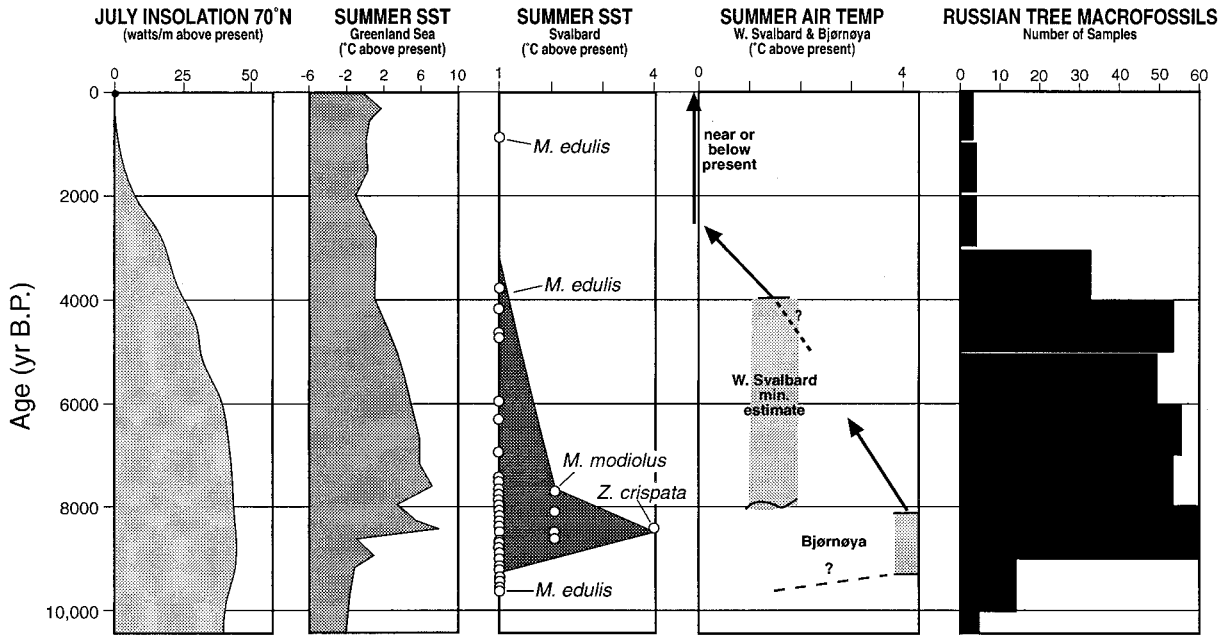 JULY INSOLATION 70˚N
(watts/m above present)
0 25 50
SUMMER SST
Greenland Sea
(˚C above present)
-6 -2 2 6 10
SUMMER SST
Svalbard
(˚C above present)
1 2 3 4
SUMMER AIR TEMP
W. Svalbard & Bjørnøya
(˚C above present)
0 4
RUSSIAN TREE MACROFOSSILS
Number of Samples
0 10 20 30 40 50 60
Age (yr B.P.)
0
2000
4000
6000
8000
10,000
M. edulis
M. edulis
M. modiolus
Z. crispata
M. edulis
near or
below
present
?
W. Svalbard
min.
estimate
Bjørnøya
?